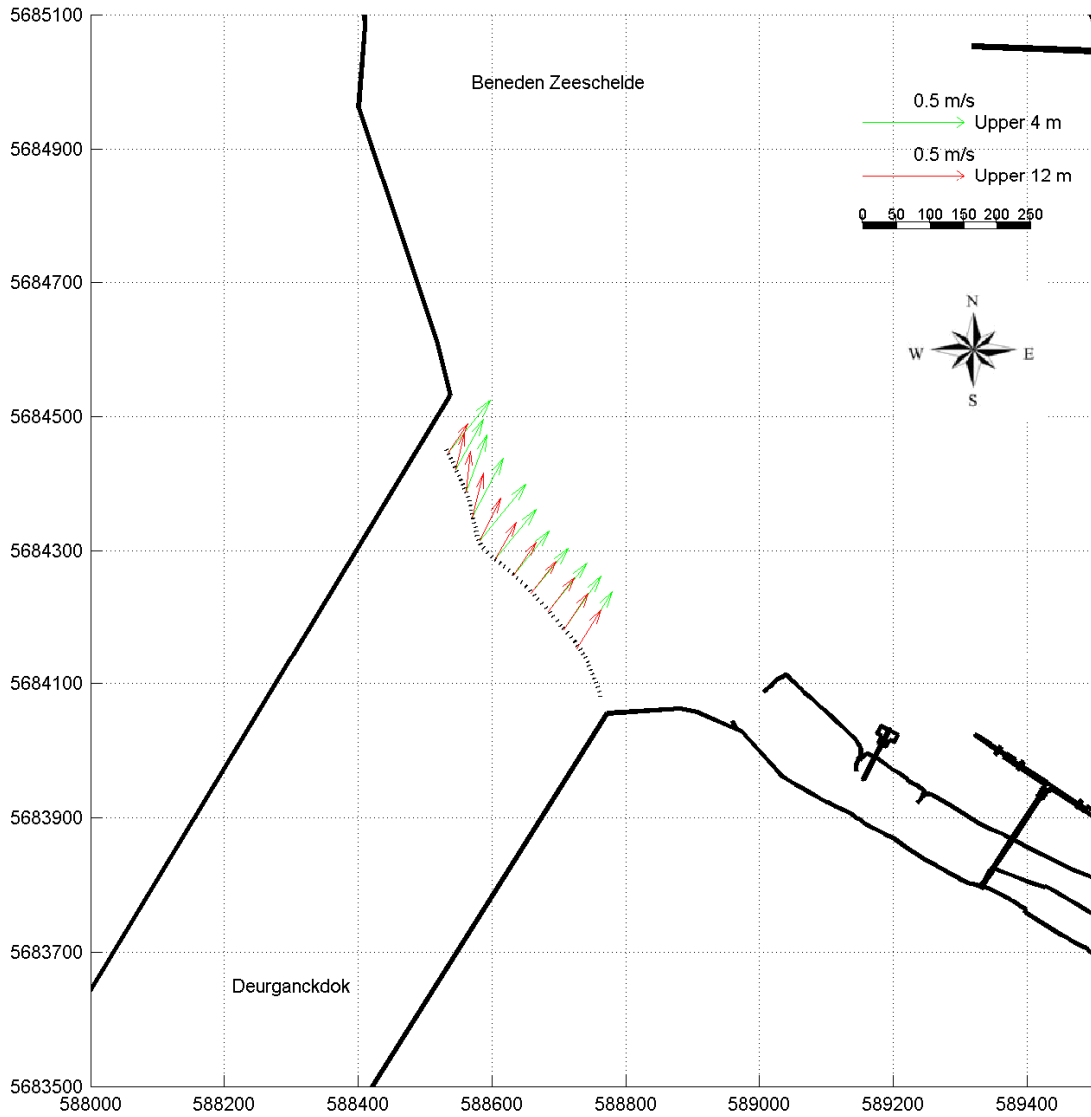 5685100
Beneden Zeeschelde
0.5 m/s
Upper 4 m
5684900
0.5 m/s
Upper 12 m
0 50 100 150 200 250
5684700
N
W E
S
5684500
5684300
5684100
5683900
5683700
Deurganckdok
5683500
588000 588200 588400 588600 588800 589000 589200 589400